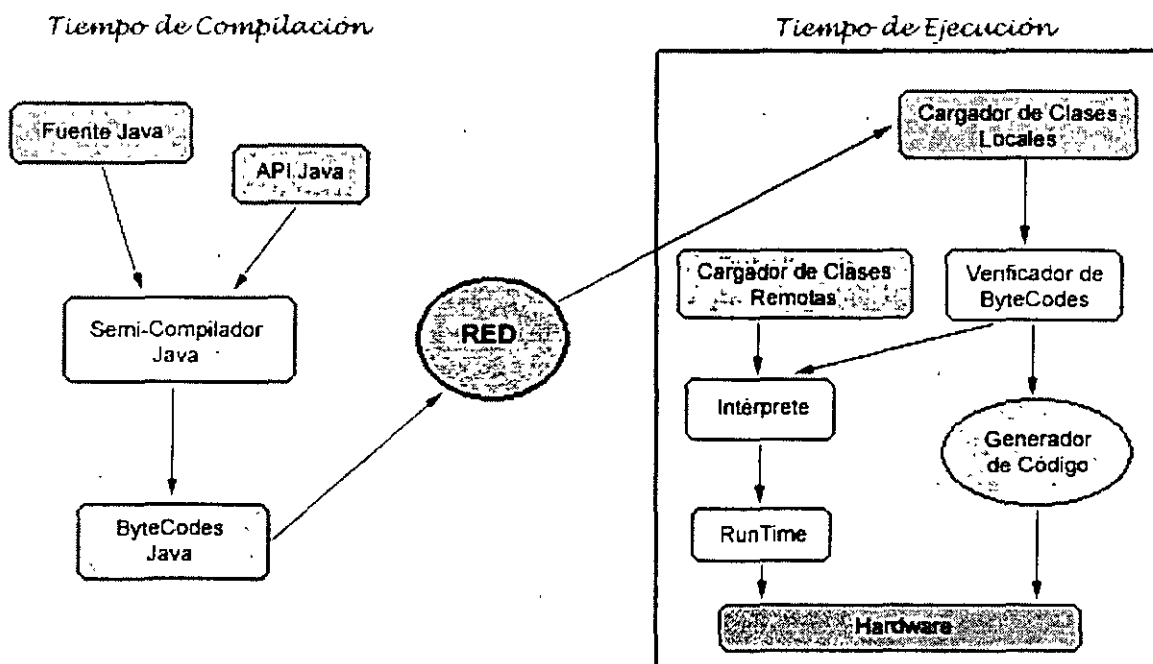 Tiempo de Compilación
Tiempo de Ejecución
Fuente Java
API Java
Semi-Compilador
Java
ByteCodes
Java
RED
Cargador de Clases
Locales
Cargador de Clases
Remotas
Verificador de
ByteCodes
Intérprete
Generador
de Código
RunTime
Hardware